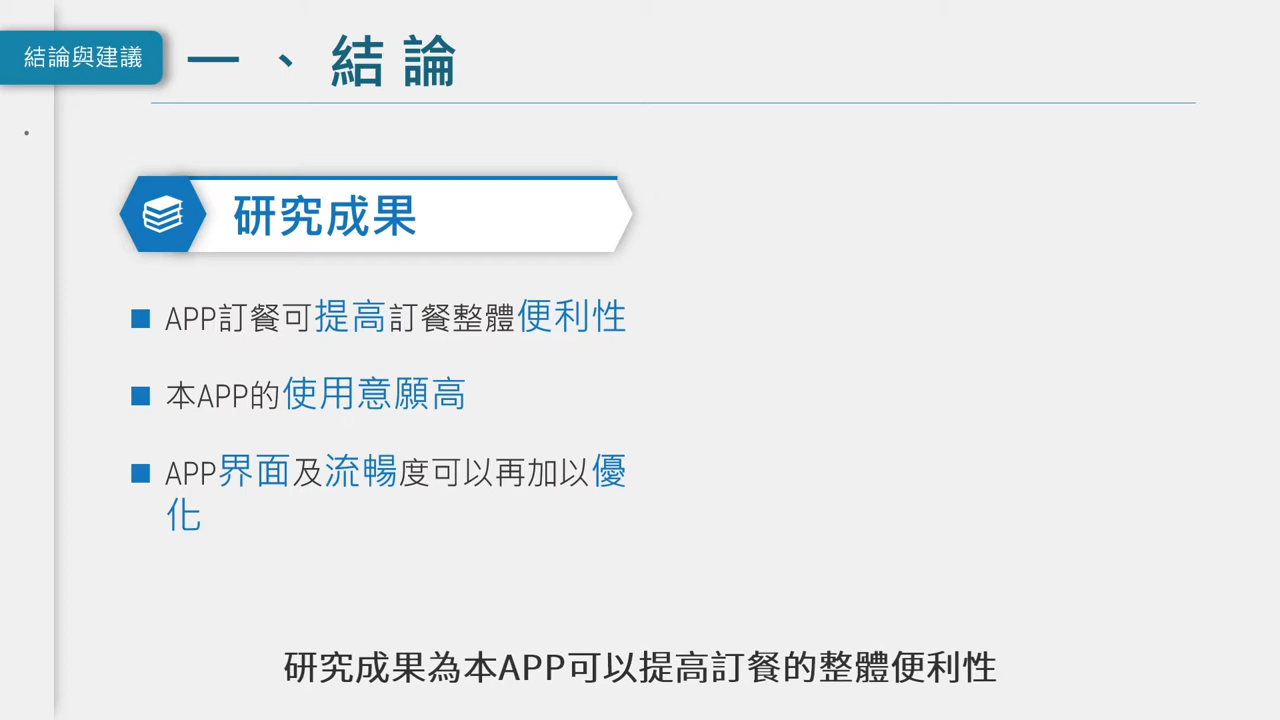 結論與建議
一、結論
研究成果
APP訂餐可提高訂餐整體便利性
本APP的使用意願高
APP界面及流暢度可以再加以優
化
研究成果為本APP可以提高訂餐的整體便利性